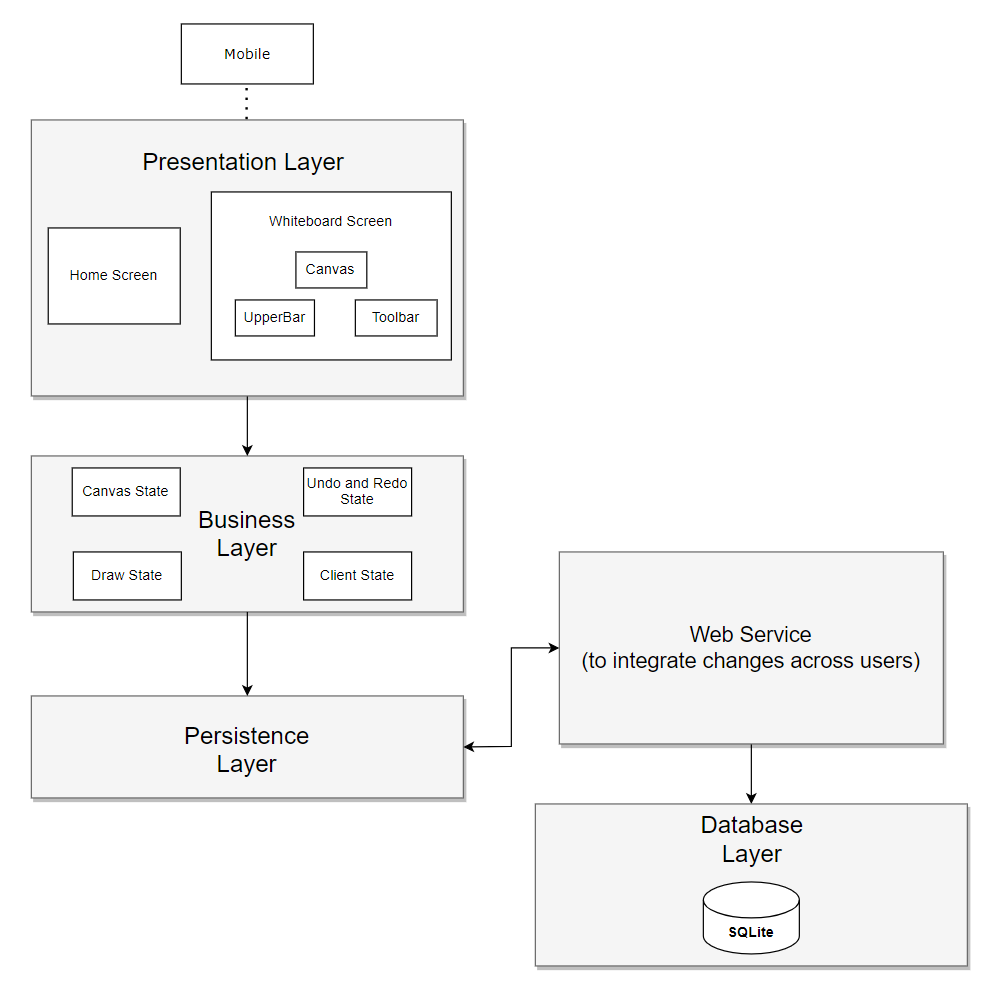 Mobile
Presentation Layer
Whiteboard Screen
Home Screen
Canvas
UpperBar
Toolbar
Canvas State
Undo and Redo
State
Business
Layer
Draw State
Client State
Web Service
(to integrate changes across users)
Persistence
Layer
Database
Layer
SQLite